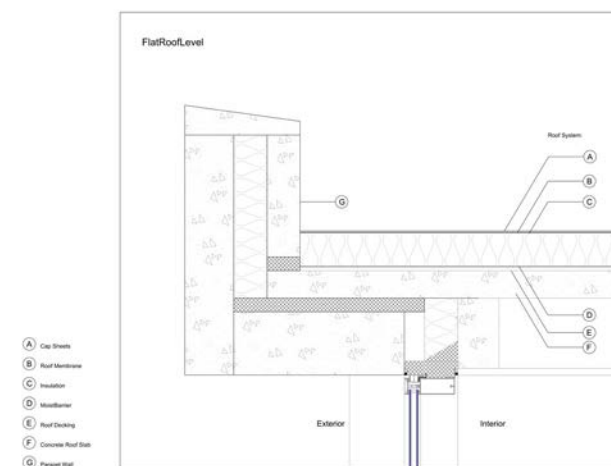 FlatRoofLevel
Roof System:
A
B
C
G
D
E
F
A Cap Sheets
B Roof Membrane
C Insulation
D MoistBarrier
E Roof Decking
F Concrete Roof Slab
G Parapet Wall
Exterior
Interior